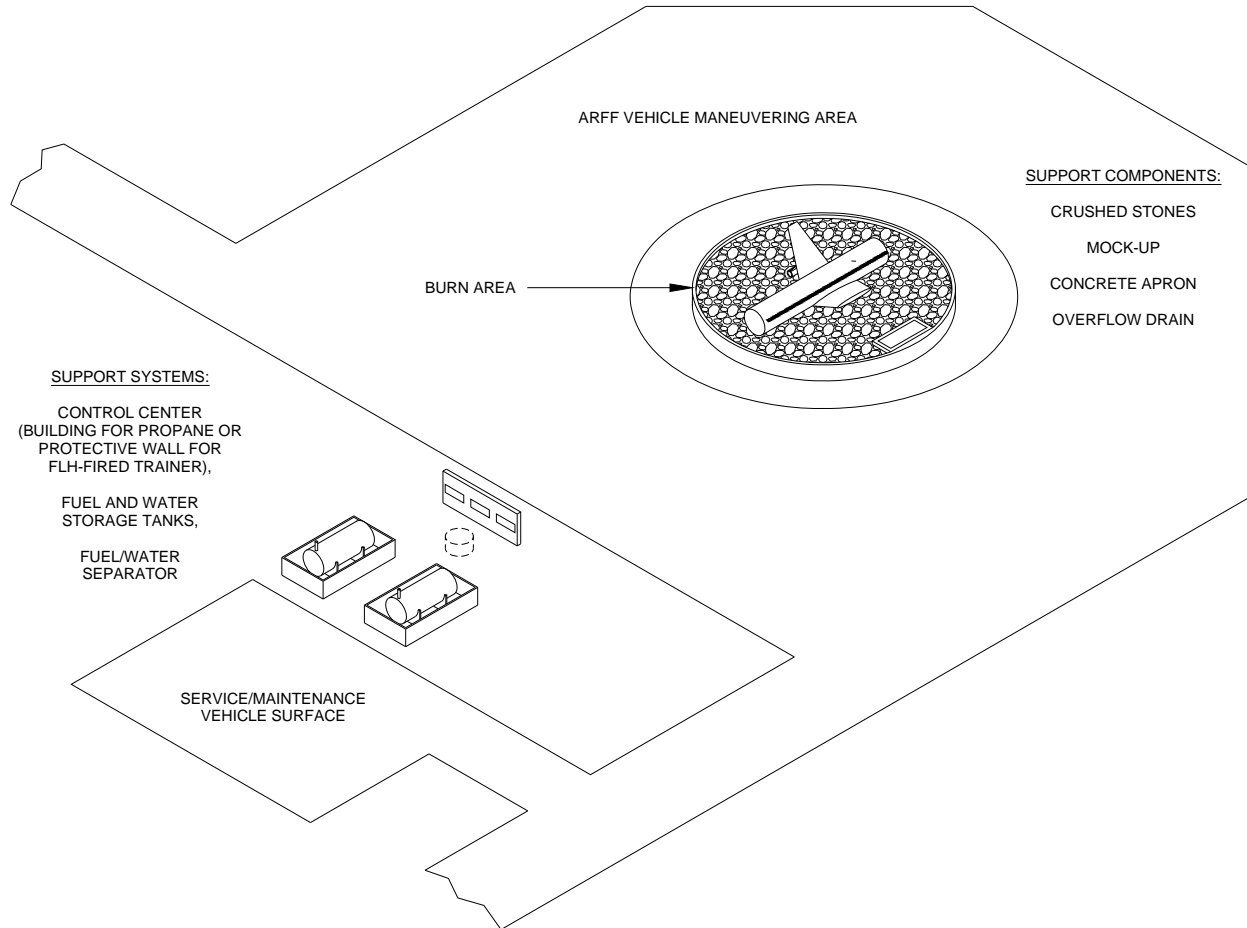 ARFF VEHICLE MANEUVERING AREA
SUPPORT COMPONENTS:
CRUSHED STONES
MOCK-UP
CONCRETE APRON
OVERFLOW DRAIN
BURN AREA
SUPPORT SYSTEMS:
CONTROL CENTER
(BUILDING FOR PROPANE OR
PROTECTIVE WALL FOR
FLH-FIRED TRAINER),
FUEL AND WATER
STORAGE TANKS,
FUEL/WATER
SEPARATOR
SERVICE/MAINTENANCE
VEHICLE SURFACE